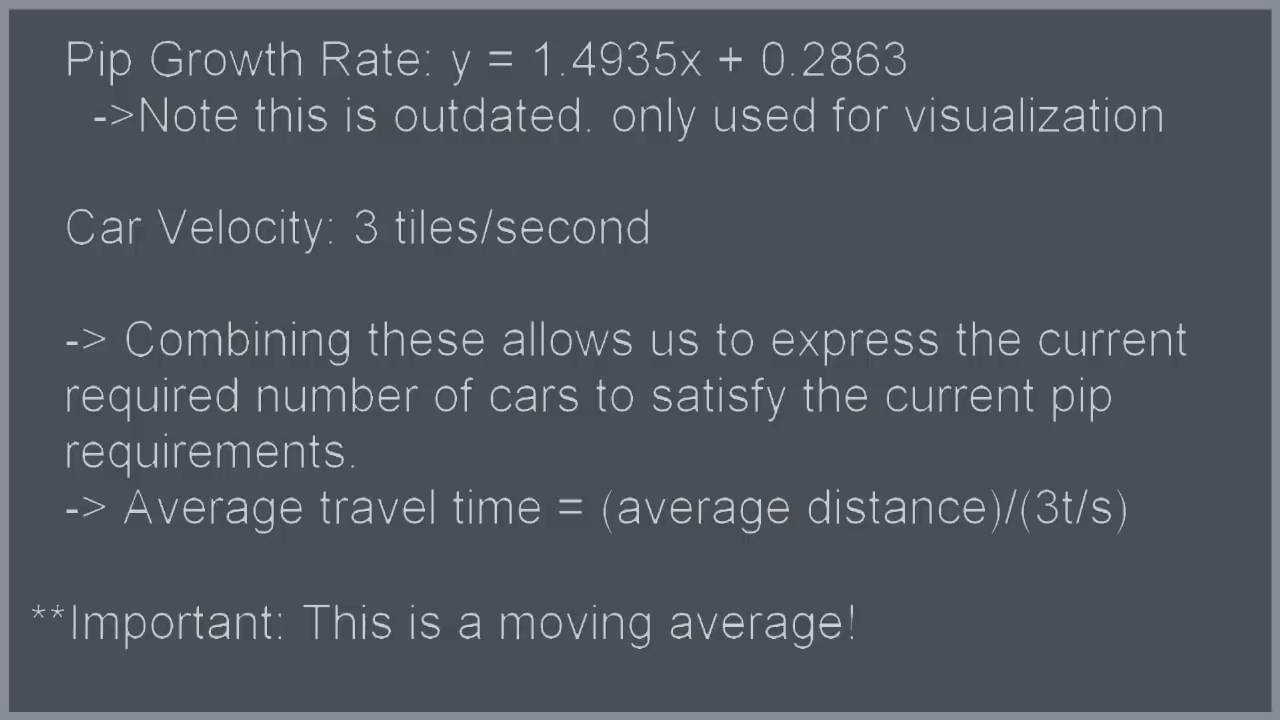 Pip Growth Rate: y = 1.4935x + 0.2863
->Note this is outdated. only used for visualization
Car Velocity: 3 tiles/second
-> Combining these allows us to express the current
required number of cars to satisfy the current pip
requirements.
-> Average travel time = (average distance)/(3t/s)
**Important: This is a moving average!